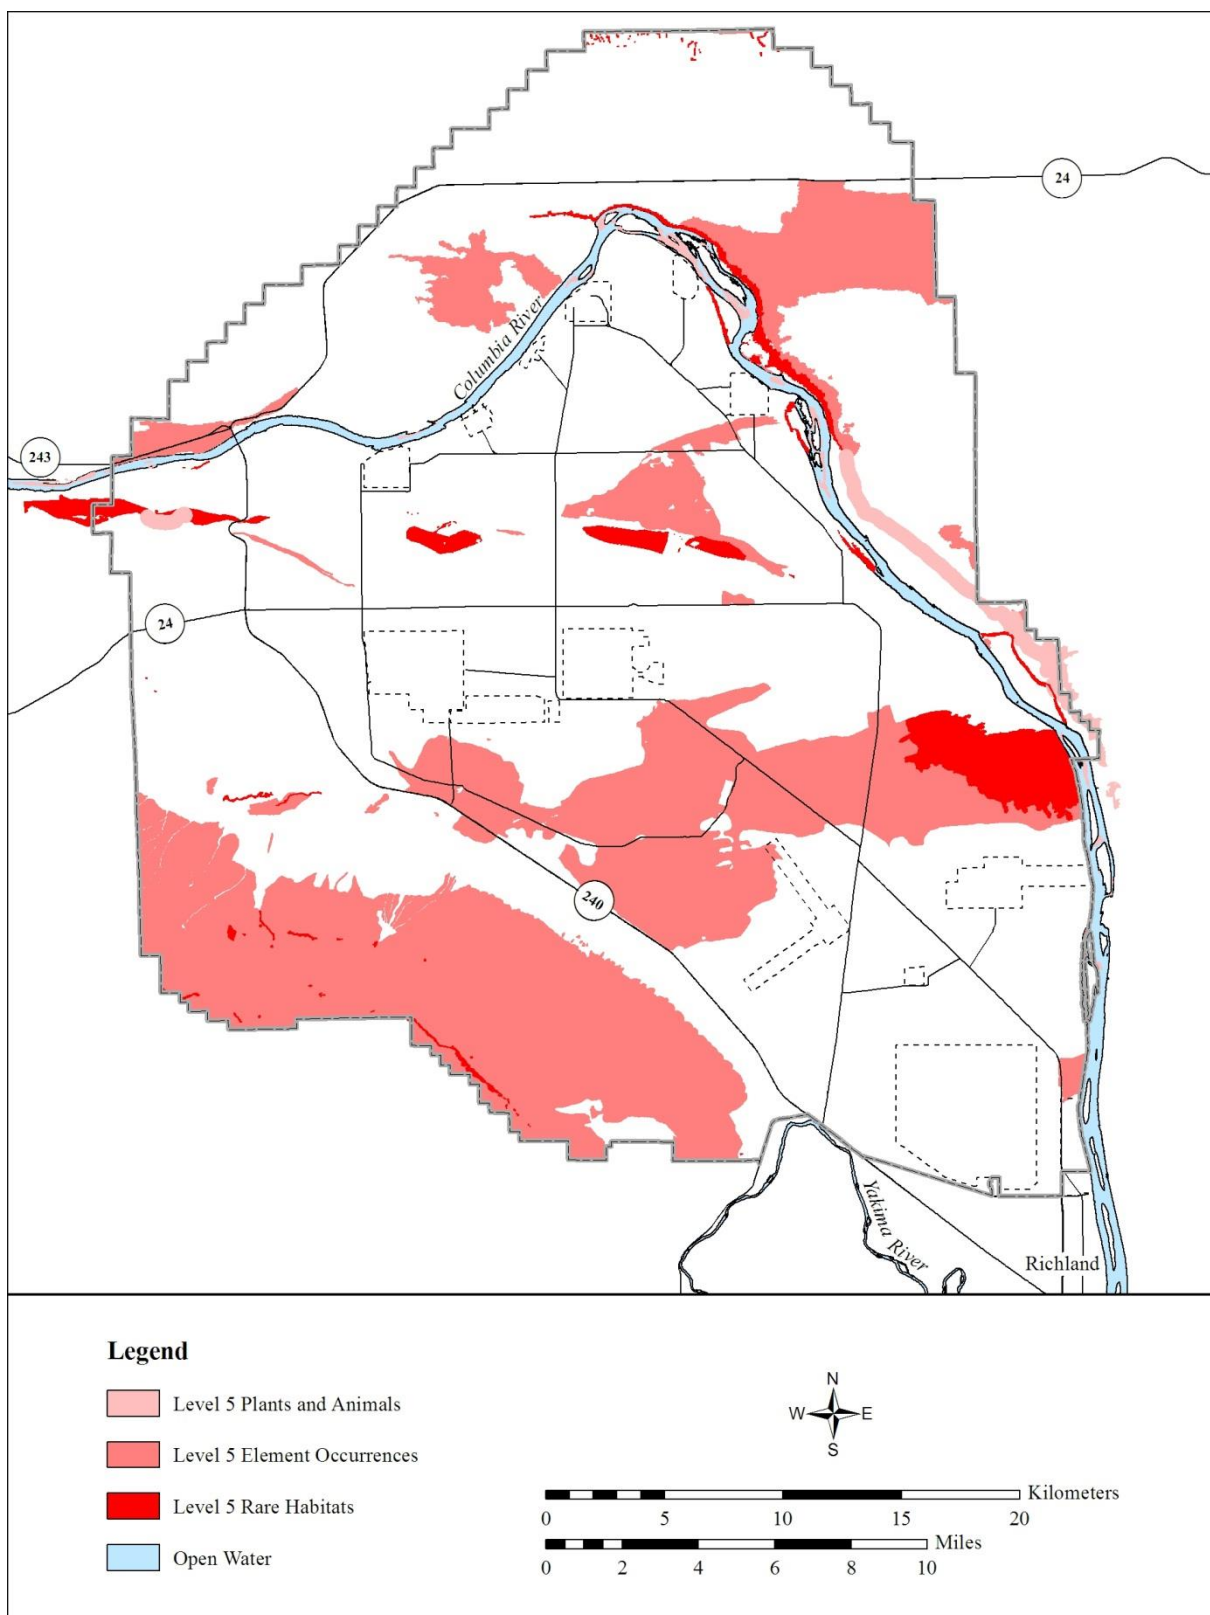 24
Columbia River
243
24
240
Yakima River
Richland
Legend
Level 5 Plants and Animals
Level 5 Element Occurrences
Level 5 Rare Habitats
Open Water
N
W E
S
Kilometers
0 5 10 15 20
Miles
0 2 4 6 8 10